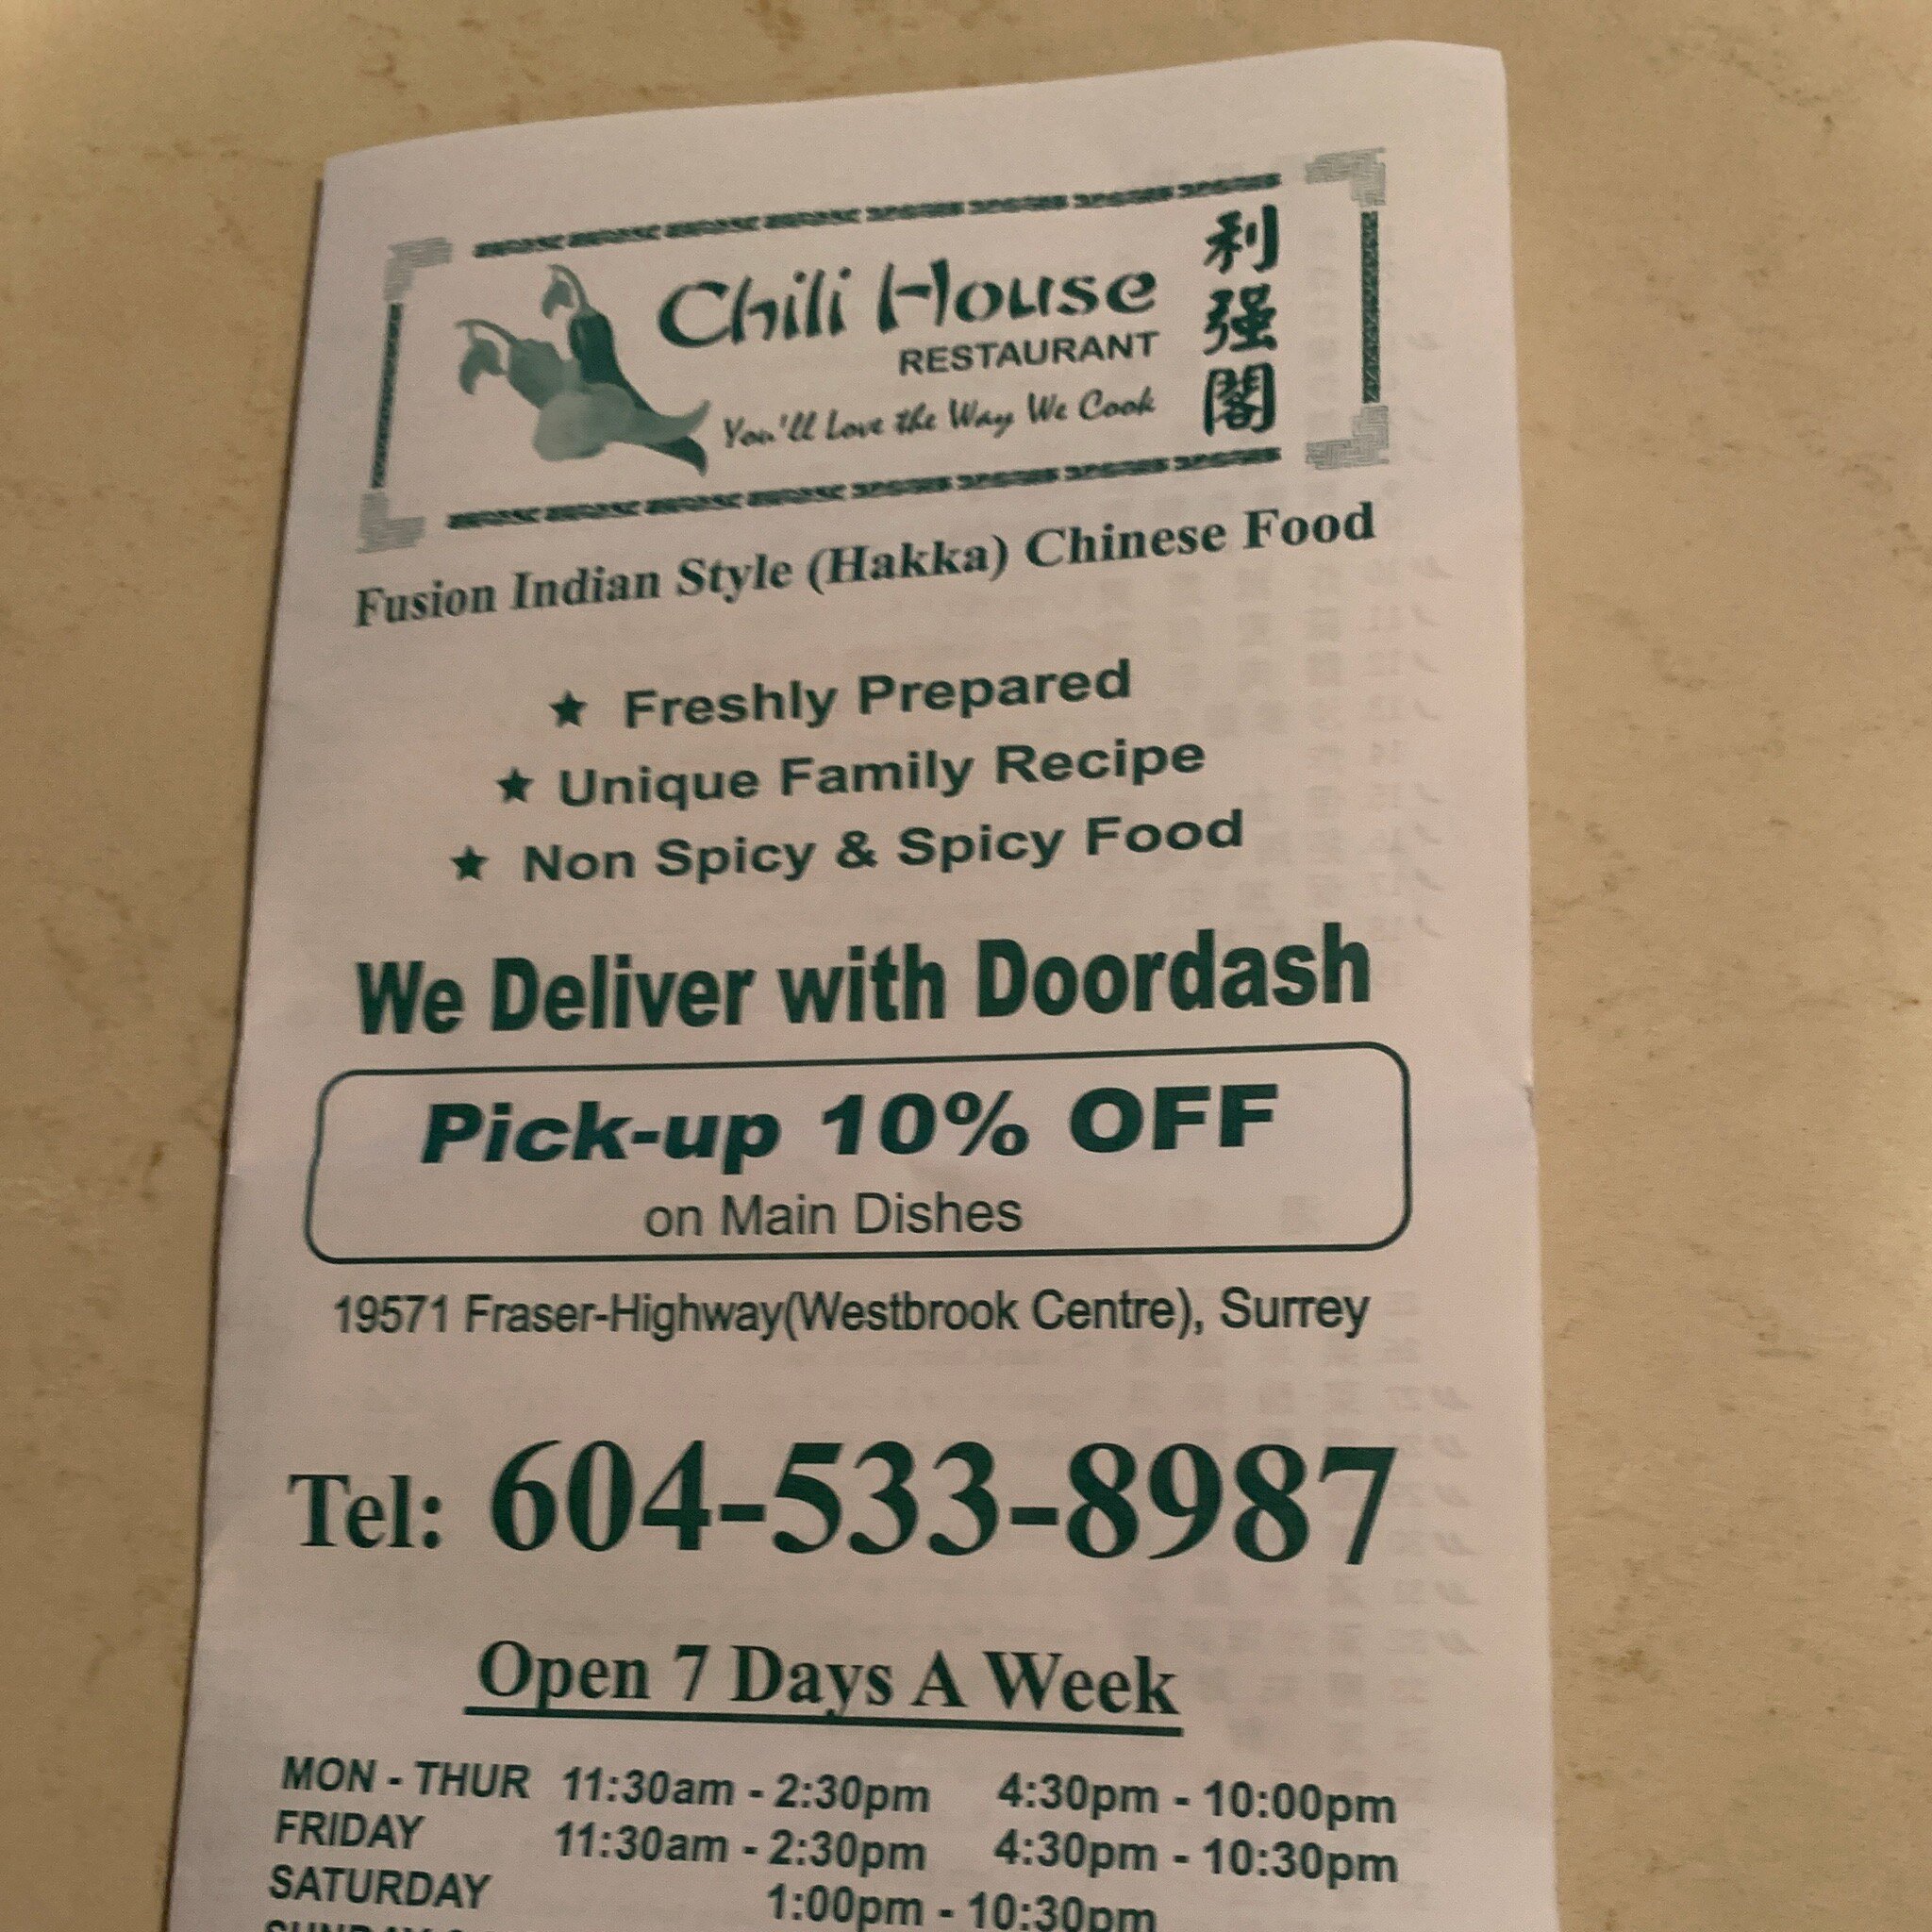 Chili House
RESTAURANT
You'll Love the Way We Cook
利强閣
Fusion Indian Style (Hakka) Chinese Food
★ Freshly Prepared
★ Unique Family Recipe
★ Non Spicy & Spicy Food
We Deliver with Doordash
Pick-up 10% OFF
on Main Dishes
19571 Fraser-Highway(Westbrook Centre), Surrey
Tel: 604-533-8987
Open 7 Days A Week
MON - THUR 11:30am - 2:30pm 4:30pm - 10:00pm
FRIDAY 11:30am - 2:30pm 4:30pm - 10:30pm
SATURDAY 1:00pm - 10:30pm